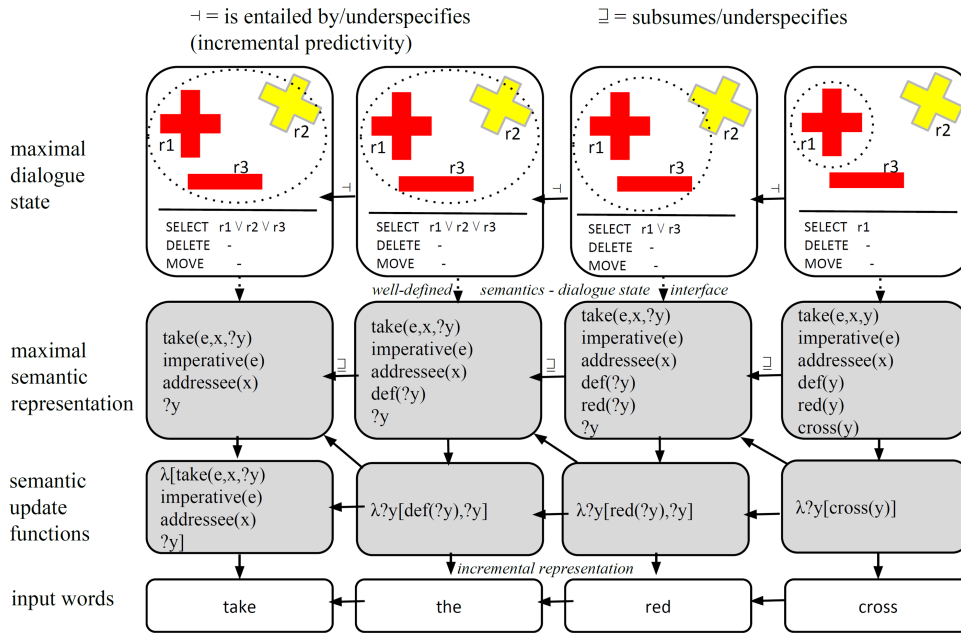 ⊣ = is entailed by/underspecifies
(incremental predictivity)
⊒ = subsumes/underspecifies
maximal
dialogue
state
r1
r2
r3
SELECT r1 ∨ r2 ∨ r3
DELETE -
MOVE -
⊣
r1
r2
r3
SELECT r1 ∨ r2 ∨ r3
DELETE -
MOVE -
⊣
r1
r2
r3
SELECT r1 ∨ r3
DELETE -
MOVE -
⊣
r1
r2
r3
SELECT r1
DELETE -
MOVE -
well-defined semantics - dialogue state interface
maximal
semantic
representation
take(e,x,?y)
imperative(e)
addressee(x)
?y
⊒
take(e,x,?y)
imperative(e)
addressee(x)
def(?y)
?y
⊒
take(e,x,?y)
imperative(e)
addressee(x)
def(?y)
red(?y)
?y
⊒
take(e,x,y)
imperative(e)
addressee(x)
def(y)
red(y)
cross(y)
semantic
update
functions
λ[take(e,x,?y)
imperative(e)
addressee(x)
?y]
λ?y[def(?y),?y]
λ?y[red(?y),?y]
λ?y[cross(y)]
incremental representation
input words
take
the
red
cross